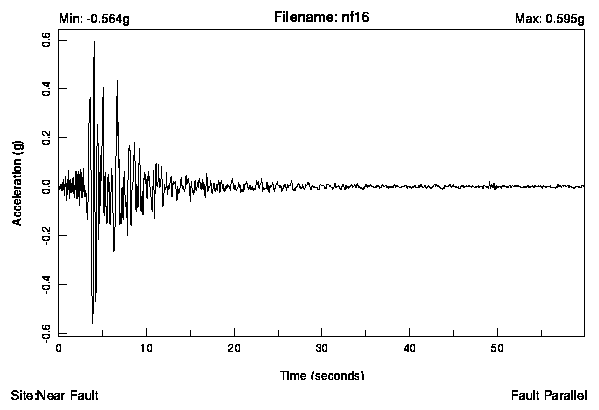 Min: -0.564g Filename: nf16 Max: 0.595g
0.6
0.4
0.2
0.0
-0.2
-0.4
-0.6
Acceleration (g)
0 10 20 30 40 50
Time (seconds)
Site:Near Fault Fault Parallel